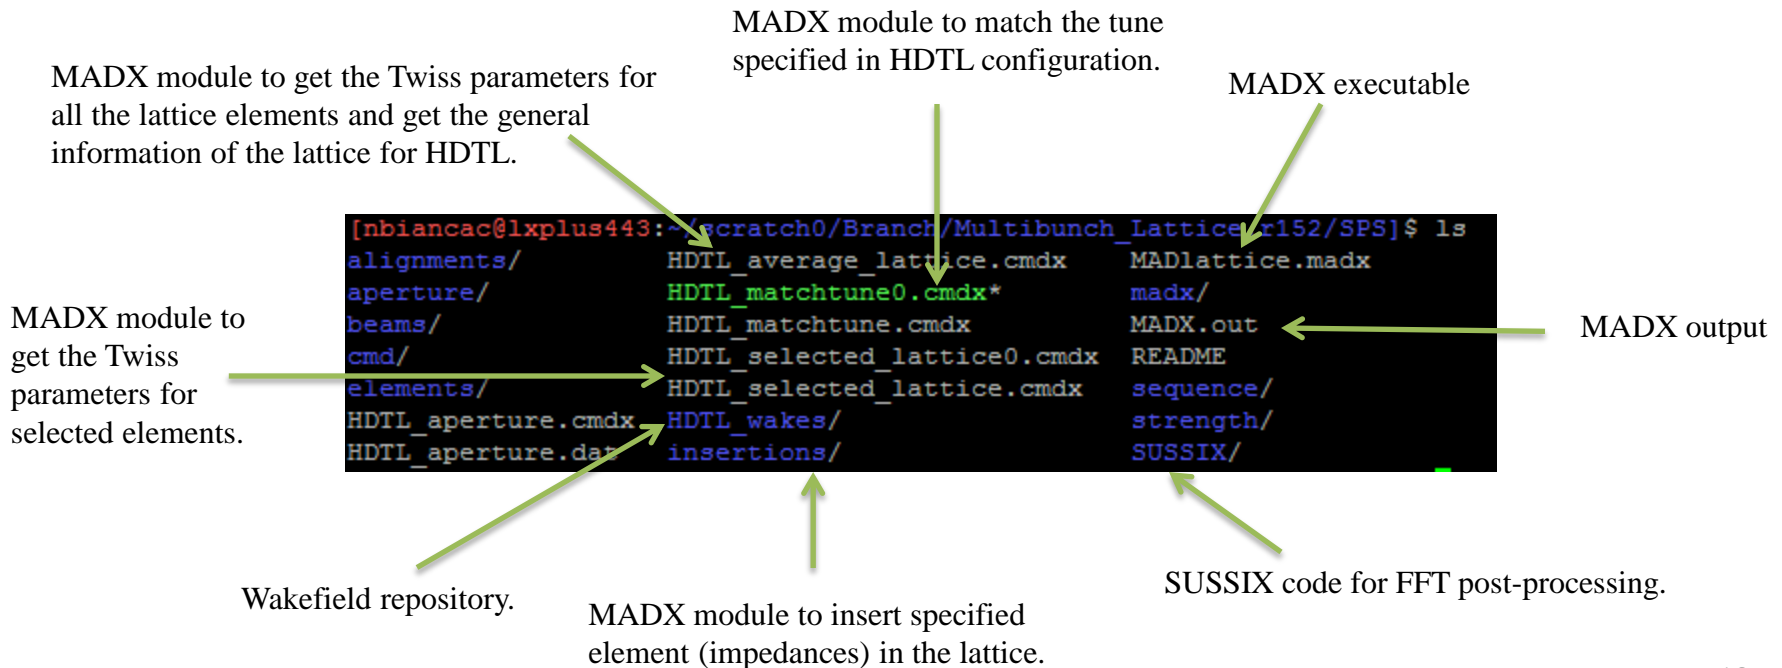 MADX module to match the tune
specified in HDTL configuration.
MADX module to get the Twiss parameters for
all the lattice elements and get the general
information of the lattice for HDTL.
MADX executable
[nbiancac@lxplus443:~/scratch0/Branch/Multibunch_Lattice_r152/SPS]$ ls
alignments/ HDTL_average_lattice.cmdx MADlattice.madx
aperture/ HDTL_matchtune0.cmdx* madx/
beams/ HDTL_matchtune.cmdx MADX.out
cmd/ HDTL_selected_lattice0.cmdx README
elements/ HDTL_selected_lattice.cmdx sequence/
HDTL_aperture.cmdx HDTL_wakes/ strength/
HDTL_aperture.dat insertions/ SUSSIX/
MADX module to
get the Twiss
parameters for
selected elements.
MADX output
Wakefield repository.
MADX module to insert specified
element (impedances) in the lattice.
SUSSIX code for FFT post-processing.